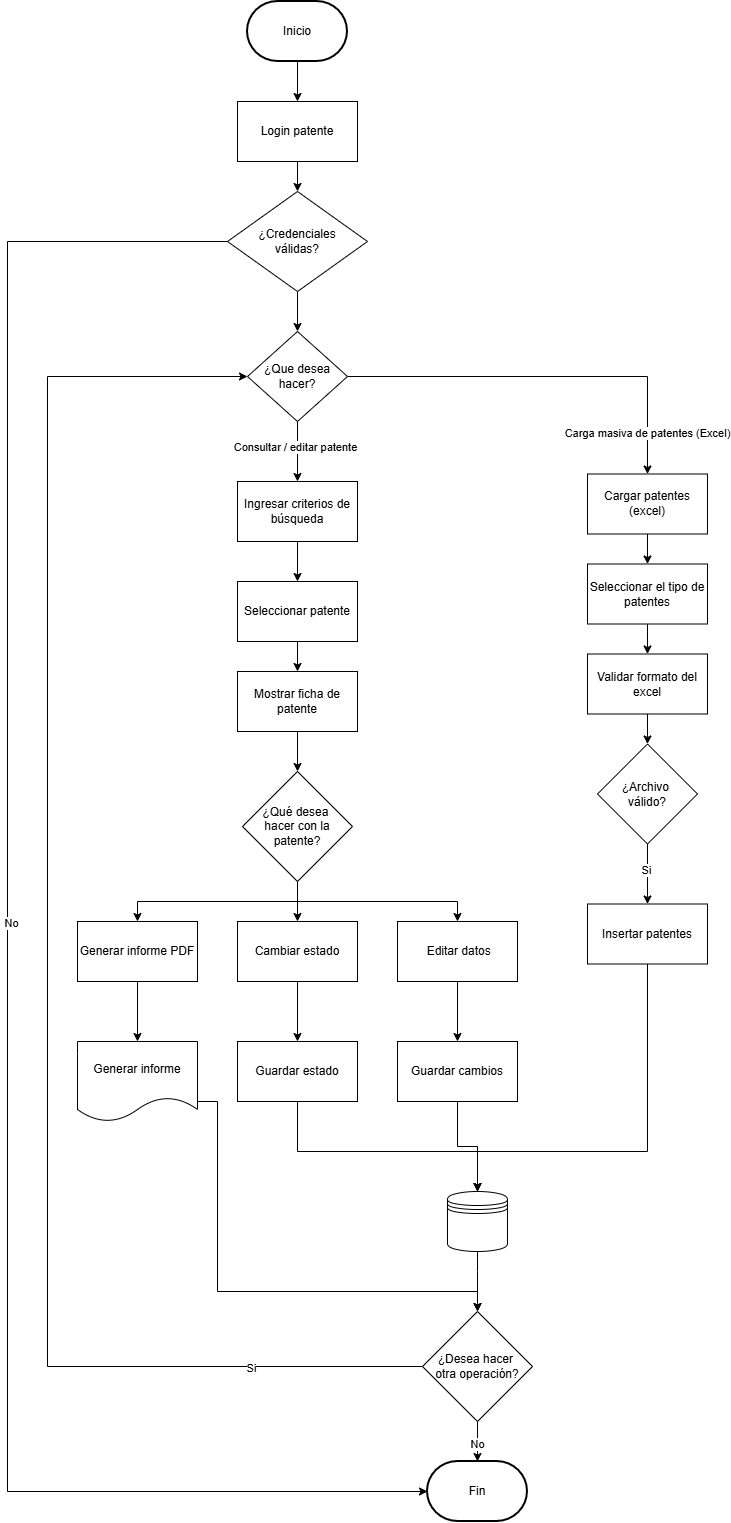 Inicio
Login patente
¿Credenciales
válidas?
¿Que desea
hacer?
Consultar / editar patente
Carga masiva de patentes (Excel)
Ingresar criterios de
búsqueda
Cargar patentes
(excel)
Seleccionar patente
Seleccionar el tipo de
patentes
Mostrar ficha de
patente
Validar formato del
excel
¿Qué desea
hacer con la
patente?
¿Archivo
válido?
Si
No
Generar informe PDF
Cambiar estado
Editar datos
Insertar patentes
Generar informe
Guardar estado
Guardar cambios
¿Desea hacer
otra operación?
Si
No
Fin